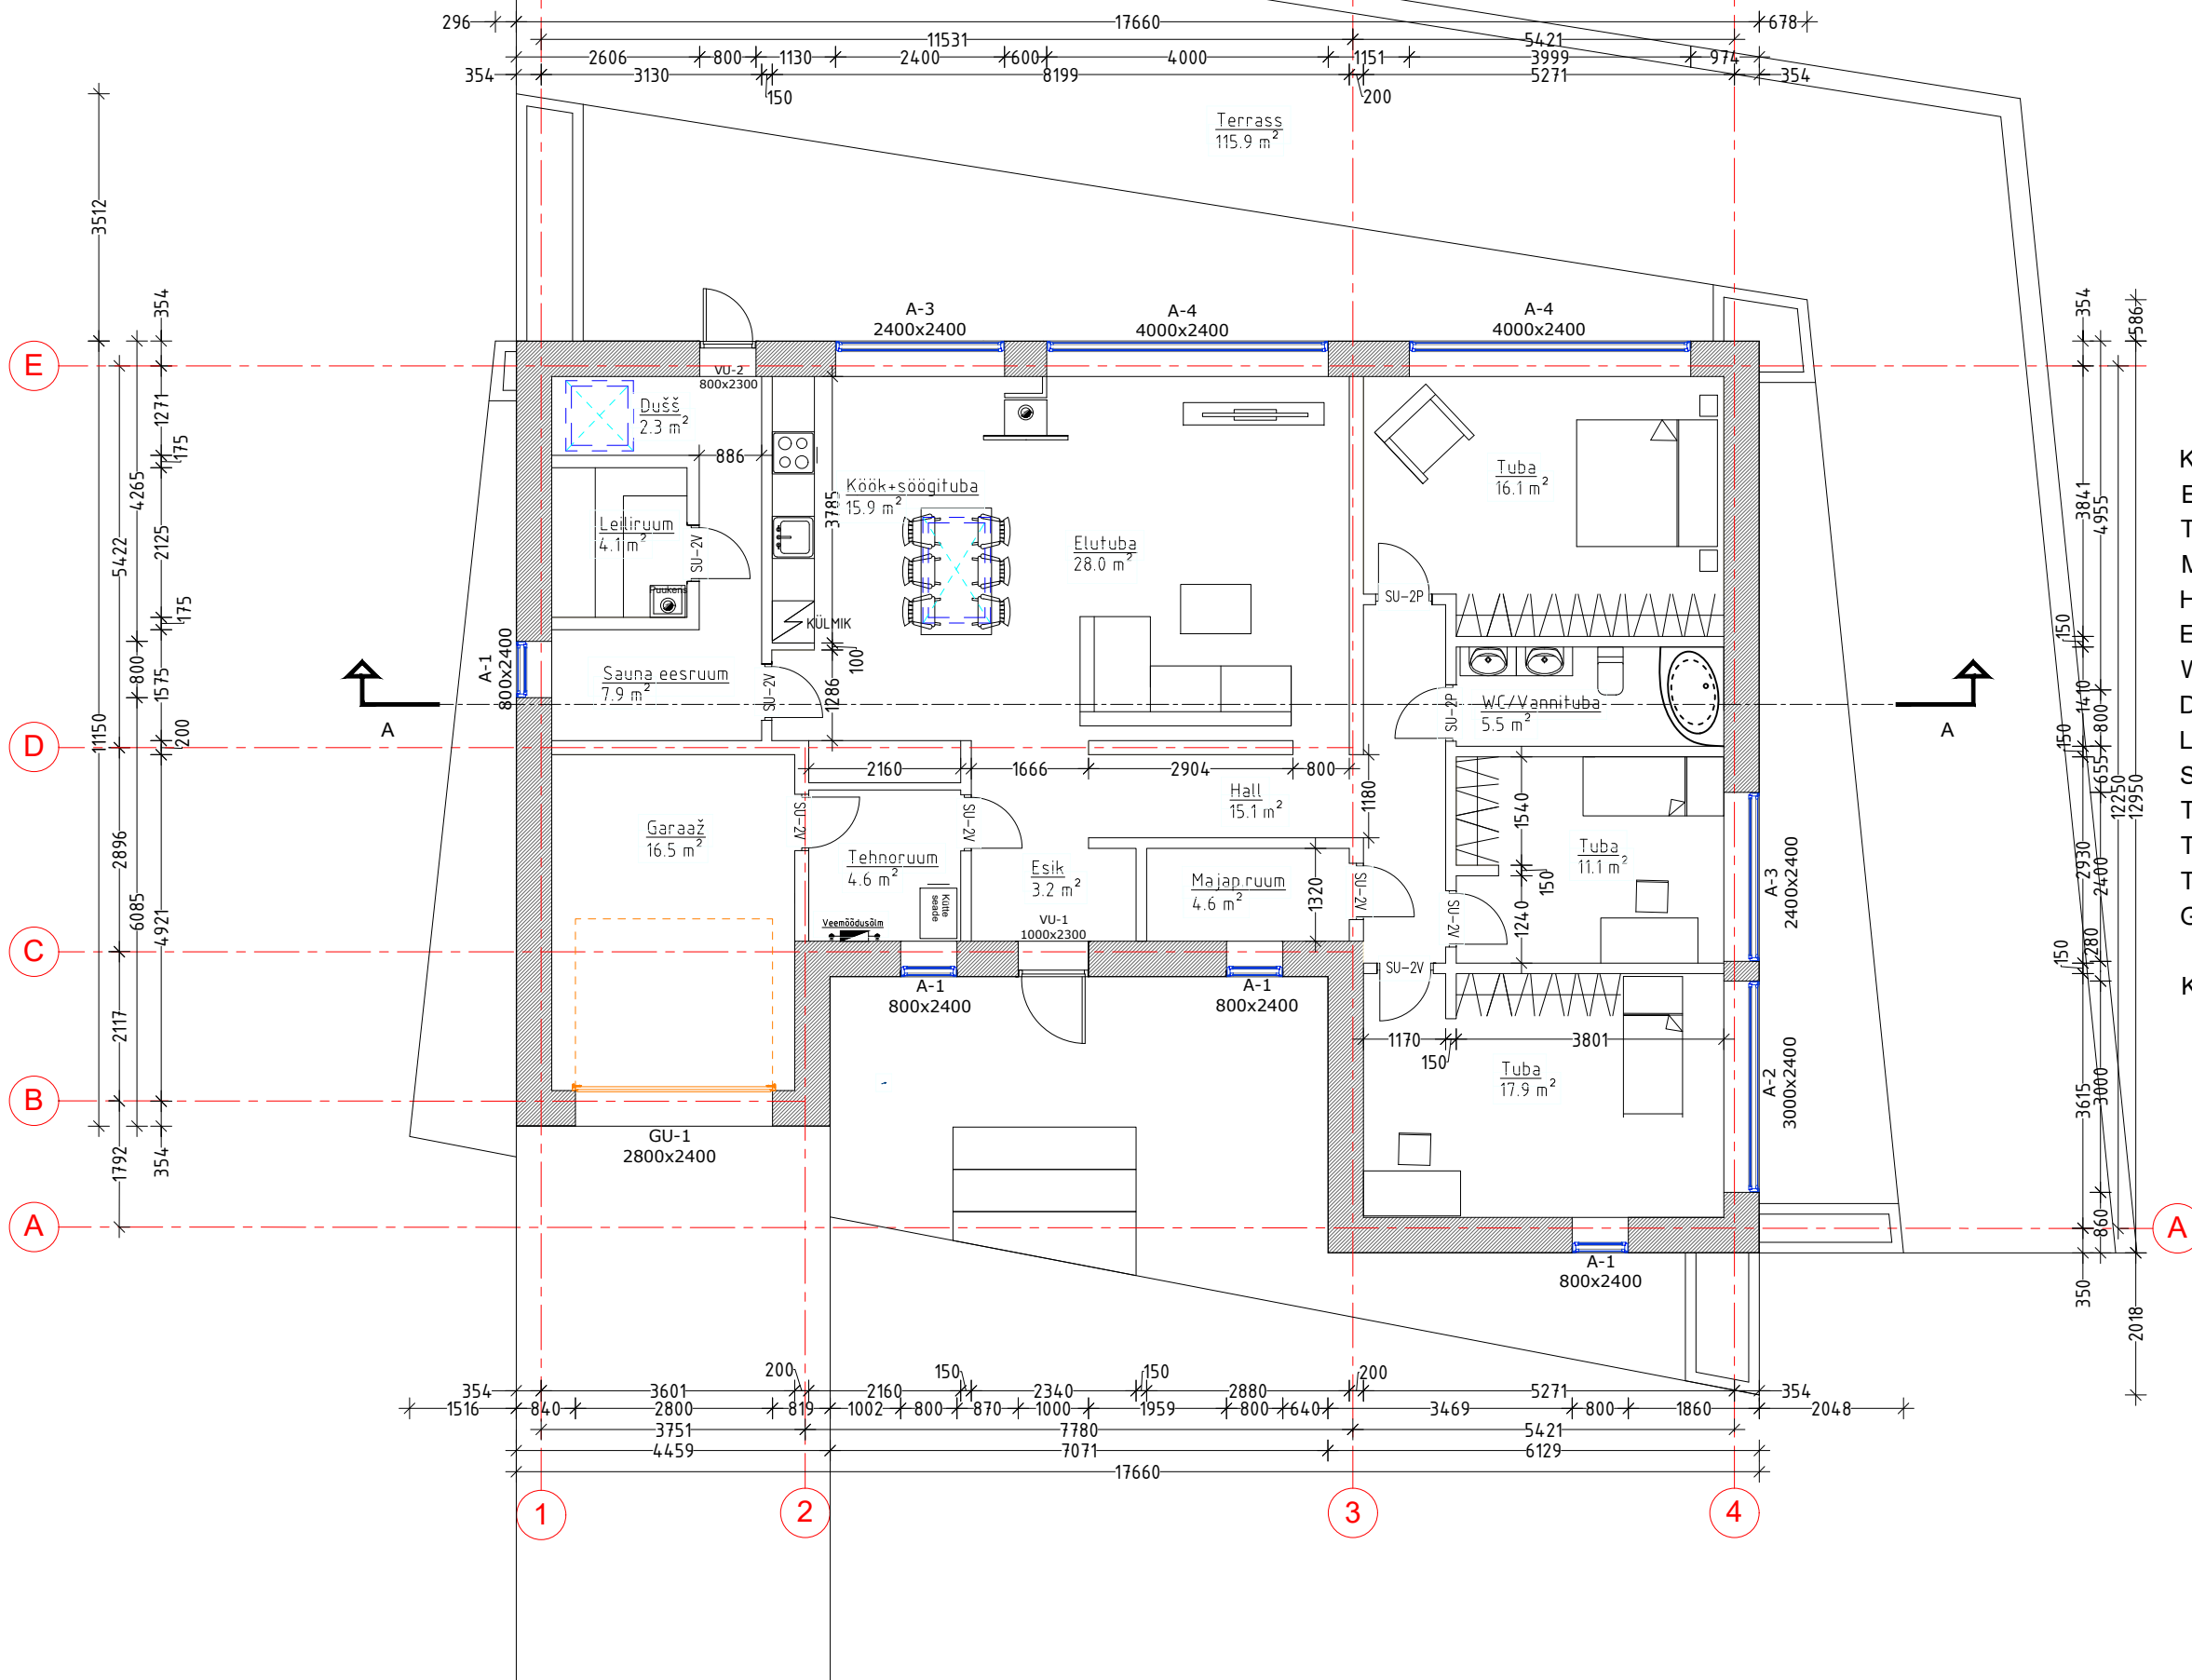 296 17660 678
11531 5421
2606 800 1130 2400 600 4000 1151 3999 974
354 3130 8199 5271 354
150 200
Terrass
115.9 m²
A-3
2400x2400
A-4
4000x2400
A-4
4000x2400
E
VU-2
800x2300
Dušš
2.3 m²
886
Köök+söögituba
15.9 m²
3785
Leiliruum
4.1 m²
SU-2V
Puukeris
Elutuba
28.0 m²
Tuba
16.1 m²
SU-2P
KÜLMIK
100
1286
A-1
800x2400
Sauna eesruum
7.9 m²
SU-2V
SU-2P
WC/Vannituba
5.5 m²
A
A
D
2160 1666 2904 800
1180
Hall
15.1 m²
1540
150
1240
Garaaž
16.5 m²
SU-2V
Tehnoruum
4.6 m²
Kütte
seade
Veemõõdusõlm
SU-2V
Esik
3.2 m²
VU-1
1000x2300
Majap.ruum
4.6 m²
1320
SU-2V
Tuba
11.1 m²
SU-2V
A-3
2400x2400
C
SU-2V
A-1
800x2400
A-1
800x2400
1170 3801
150
Tuba
17.9 m²
A-2
3000x2400
B
GU-1
2800x2400
A
A
A-1
800x2400
3512
11150
5422
2896
2117
1792
4265
800
6085
354
1271
175
2125
175
1575
200
4921
354
354
3841
150
1410
150
2930
150
3615
350
4955
800
655
2400
280
3000
860
12250
586
12950
2018
K
E
T
M
H
E
W
D
L
S
T
T
T
G
K
200 150 150 200
354 3601 2160 2340 2880 5271 354
1516 840 2800 819 1002 800 870 1000 1959 800 640 3469 800 1860 2048
3751 7780 5421
4459 7071 6129
17660
1 2 3 4